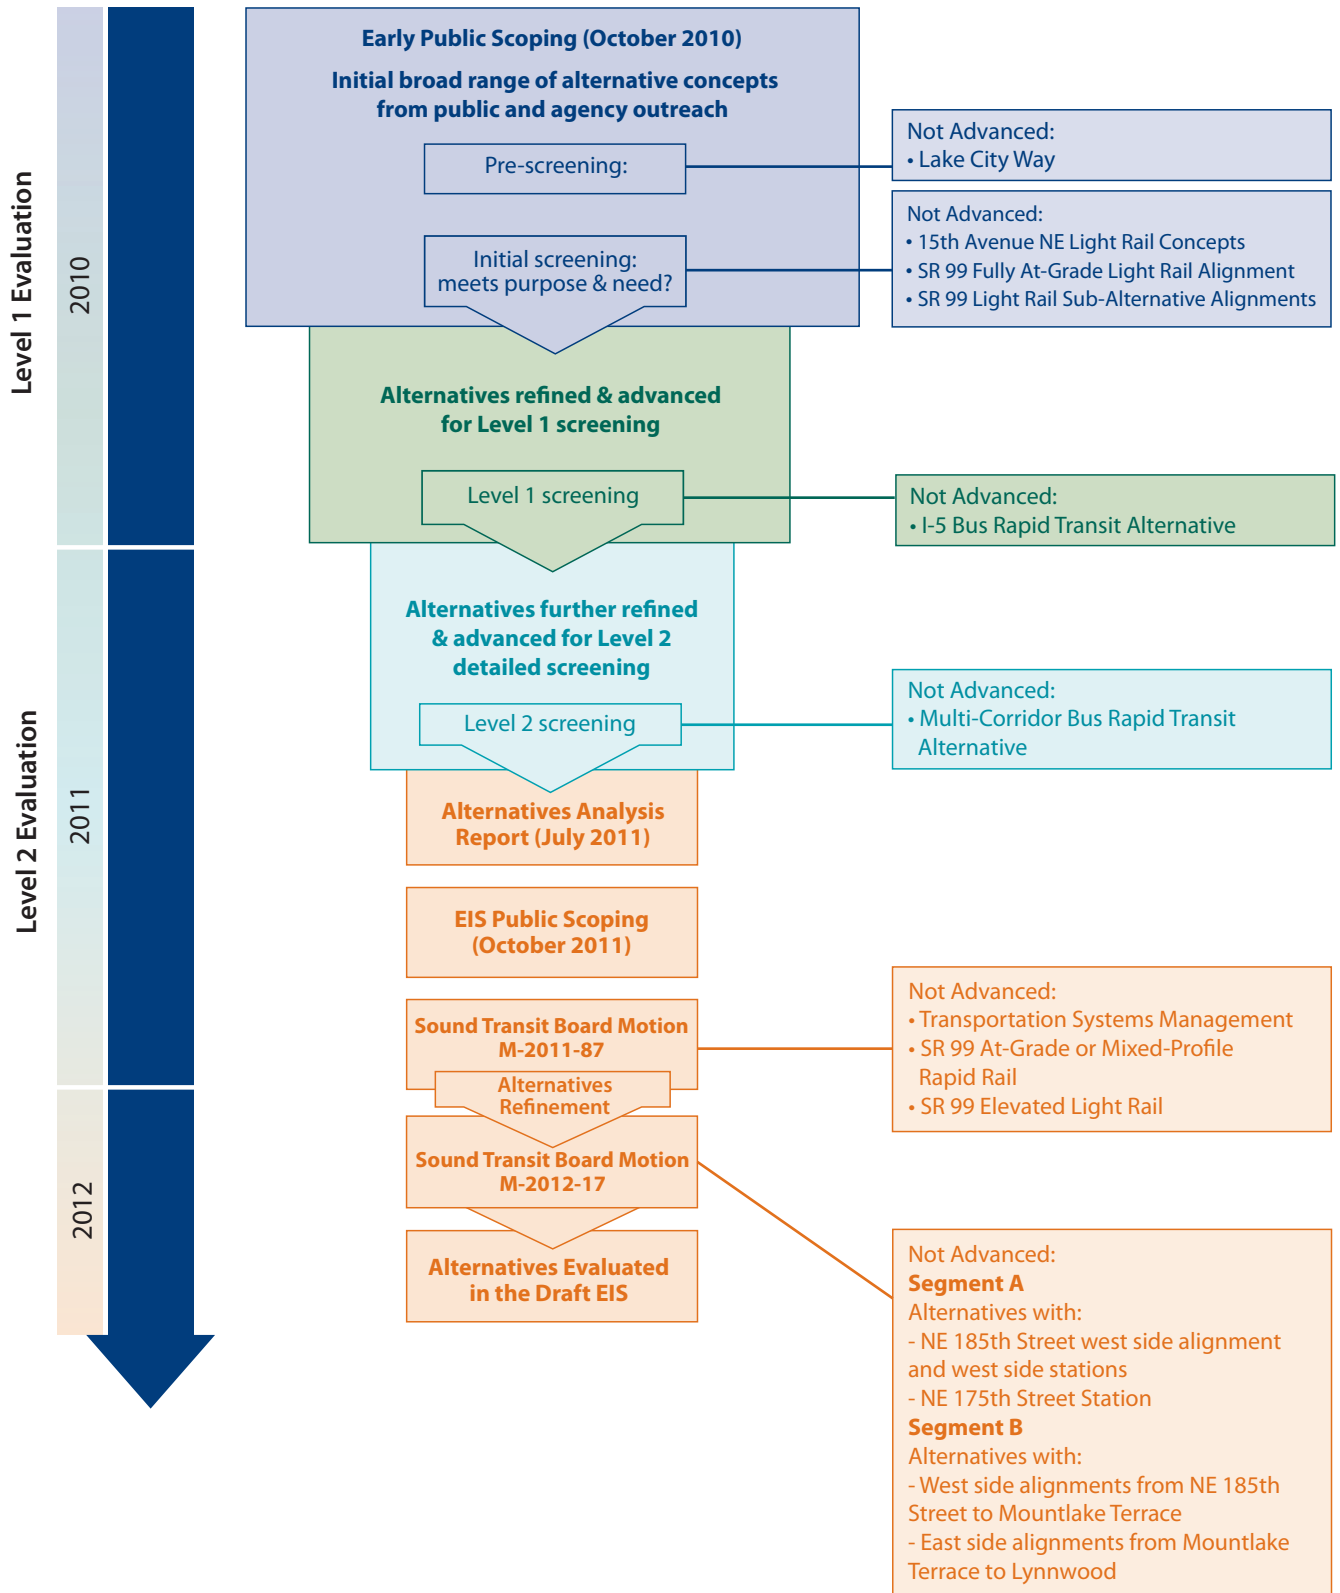 Level 1 Evaluation
2010
Level 2 Evaluation
2011
2012
Early Public Scoping (October 2010)
Initial broad range of alternative concepts
from public and agency outreach
Pre-screening:
Not Advanced:
• Lake City Way
Initial screening:
meets purpose & need?
Not Advanced:
• 15th Avenue NE Light Rail Concepts
• SR 99 Fully At-Grade Light Rail Alignment
• SR 99 Light Rail Sub-Alternative Alignments
Alternatives refined & advanced
for Level 1 screening
Level 1 screening
Not Advanced:
• I-5 Bus Rapid Transit Alternative
Alternatives further refined
& advanced for Level 2
detailed screening
Level 2 screening
Not Advanced:
• Multi-Corridor Bus Rapid Transit
Alternative
Alternatives Analysis
Report (July 2011)
EIS Public Scoping
(October 2011)
Sound Transit Board Motion
M-2011-87
Not Advanced:
• Transportation Systems Management
• SR 99 At-Grade or Mixed-Profile
Rapid Rail
• SR 99 Elevated Light Rail
Alternatives
Refinement
Sound Transit Board Motion
M-2012-17
Alternatives Evaluated
in the Draft EIS
Not Advanced:
Segment A
Alternatives with:
- NE 185th Street west side alignment
and west side stations
- NE 175th Street Station
Segment B
Alternatives with:
- West side alignments from NE 185th
Street to Mountlake Terrace
- East side alignments from Mountlake
Terrace to Lynnwood